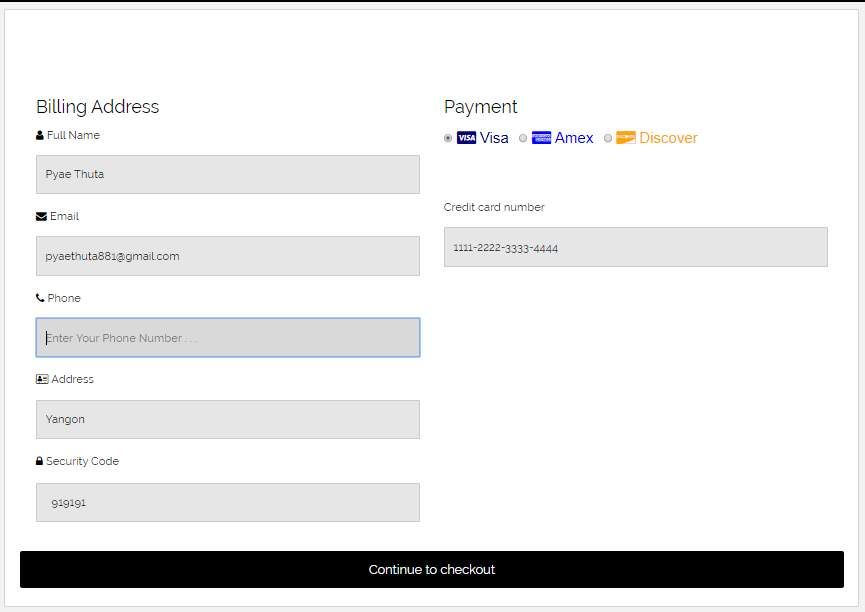 Billing Address
Full Name
Pyae Thuta
Email
pyaethuta881@gmail.com
Phone
Enter Your Phone Number . . .
Address
Yangon
Security Code
919191
Payment
VISA Visa Amex Discover
Credit card number
1111-2222-3333-4444
Continue to checkout